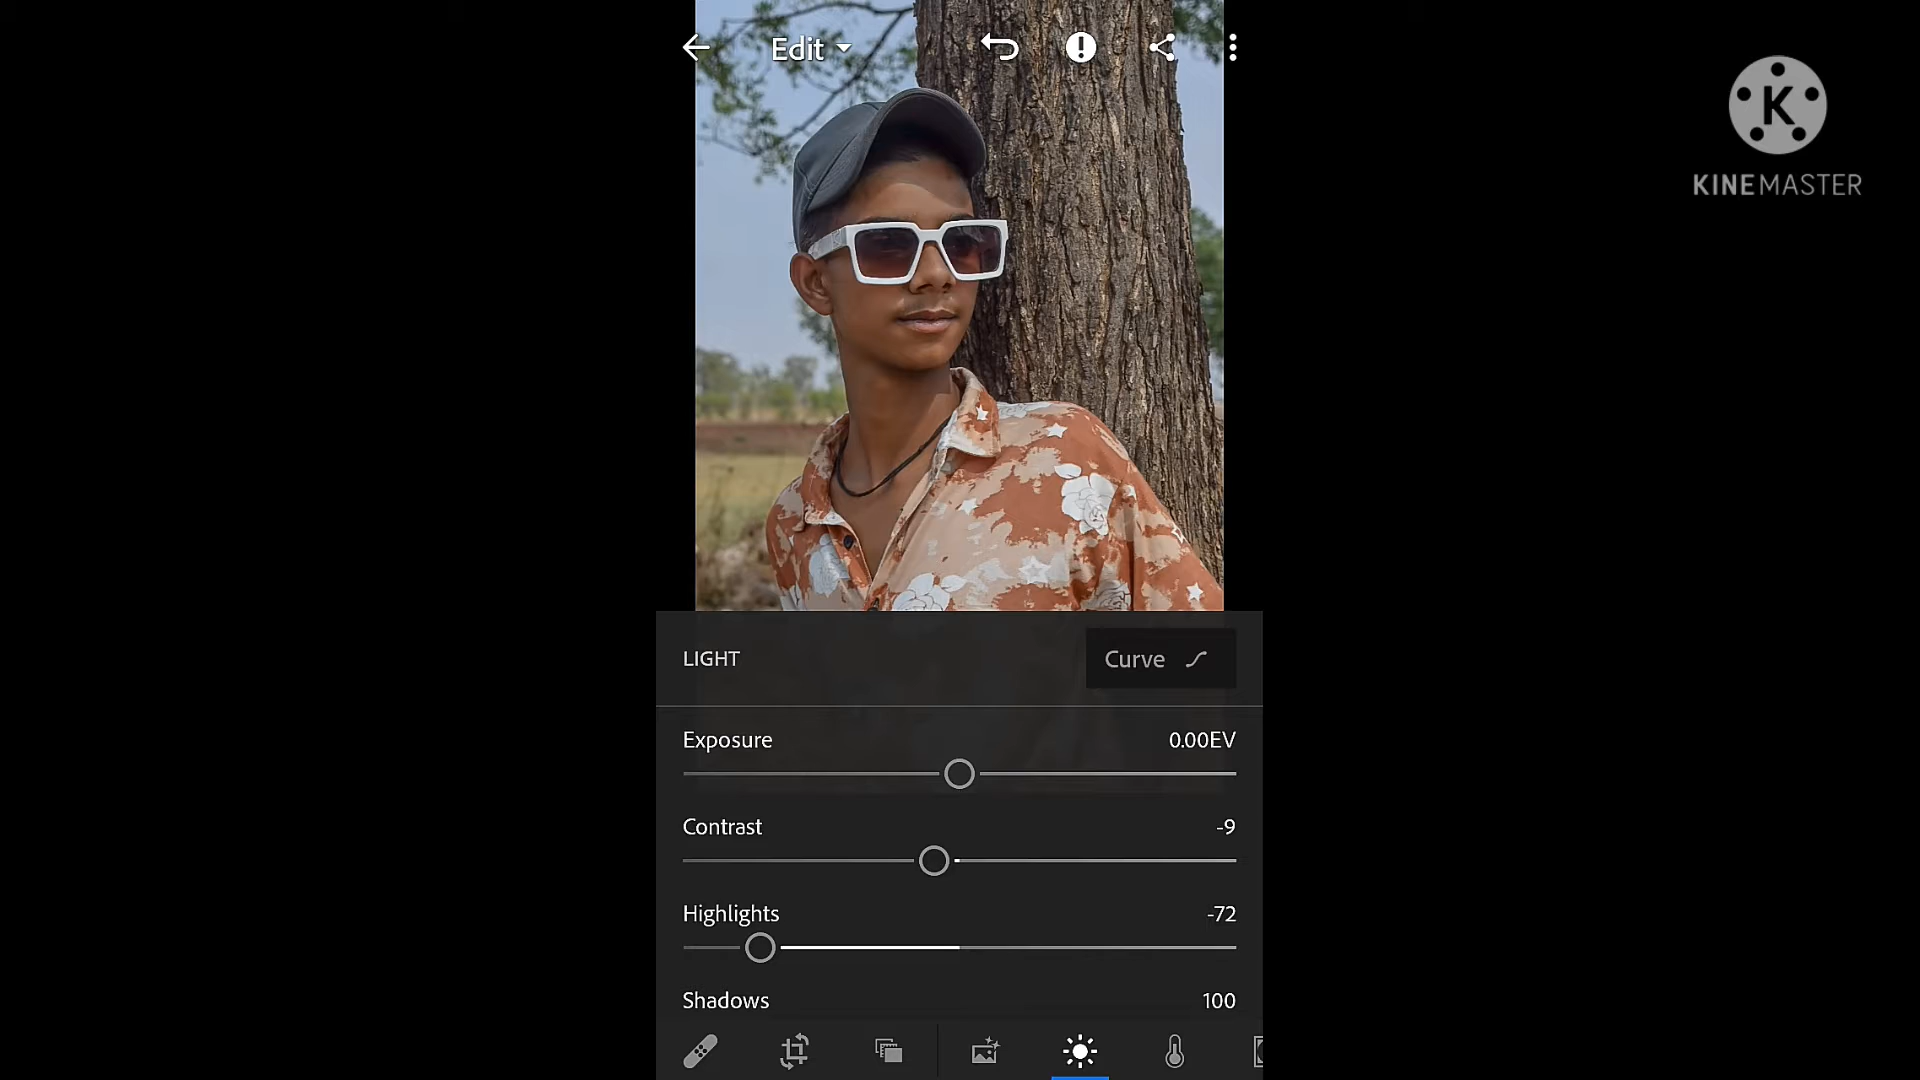 Edit
K
KINEMASTER
LIGHT
Curve
Exposure 0.00EV
Contrast -9
Highlights -72
Shadows 100